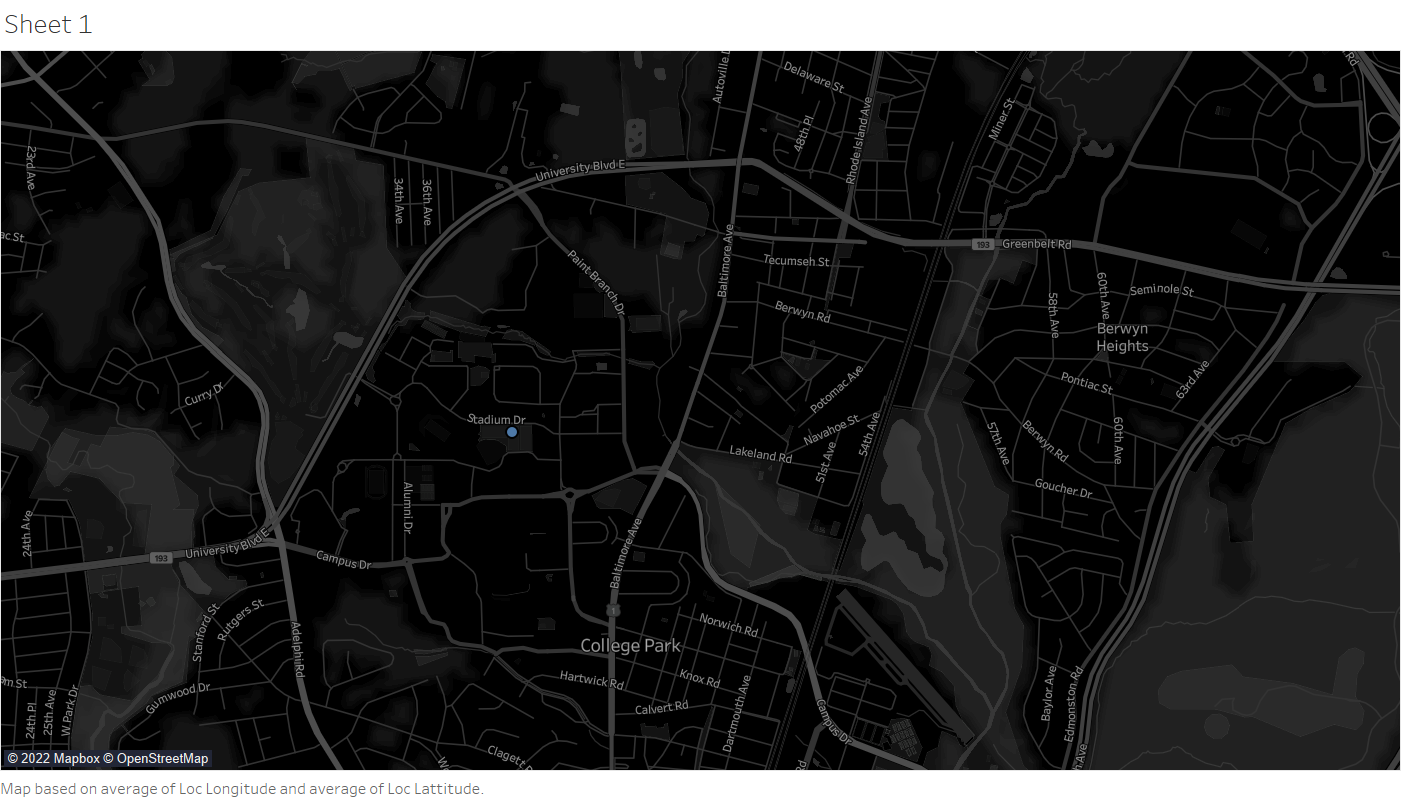 Sheet 1
Delaware St
Autoville D
Rd
48th Pl
Rhode Island Ave
Miner St
23rd Ave
34th Ave
36th Ave
University Blvd E
ac St
Paint Branch Dr
Baltimore Ave
Tecumseh St
193
Greenbelt Rd
60th Ave
Seminole St
58th Ave
Berwyn Rd
Berwyn
Heights
Curry Dr
Potomac Ave
Pontiac St
63rd Ave
Stadium Dr
Navahoe St
54th Ave
57th Ave
Berwyn Rd
60th Ave
Lakeland Rd
51st Ave
Goucher Dr
Alumni Dr
24th Ave
193
University Blvd E
Campus Dr
Baltimore Ave
1
Stanford St
Rutgers St
Adelphi Rd
College Park
Norwich Rd
Hartwick Rd
Knox Rd
Calvert Rd
Dartmouth Ave
Campus Dr
Baylor Ave
Edmonston Rd
om St
24th Pl
25th Ave
W Park Dr
Gumwood Dr
Clagett
Rd
h Ave
© 2022 Mapbox © OpenStreetMap
Map based on average of Loc Longitude and average of Loc Lattitude.